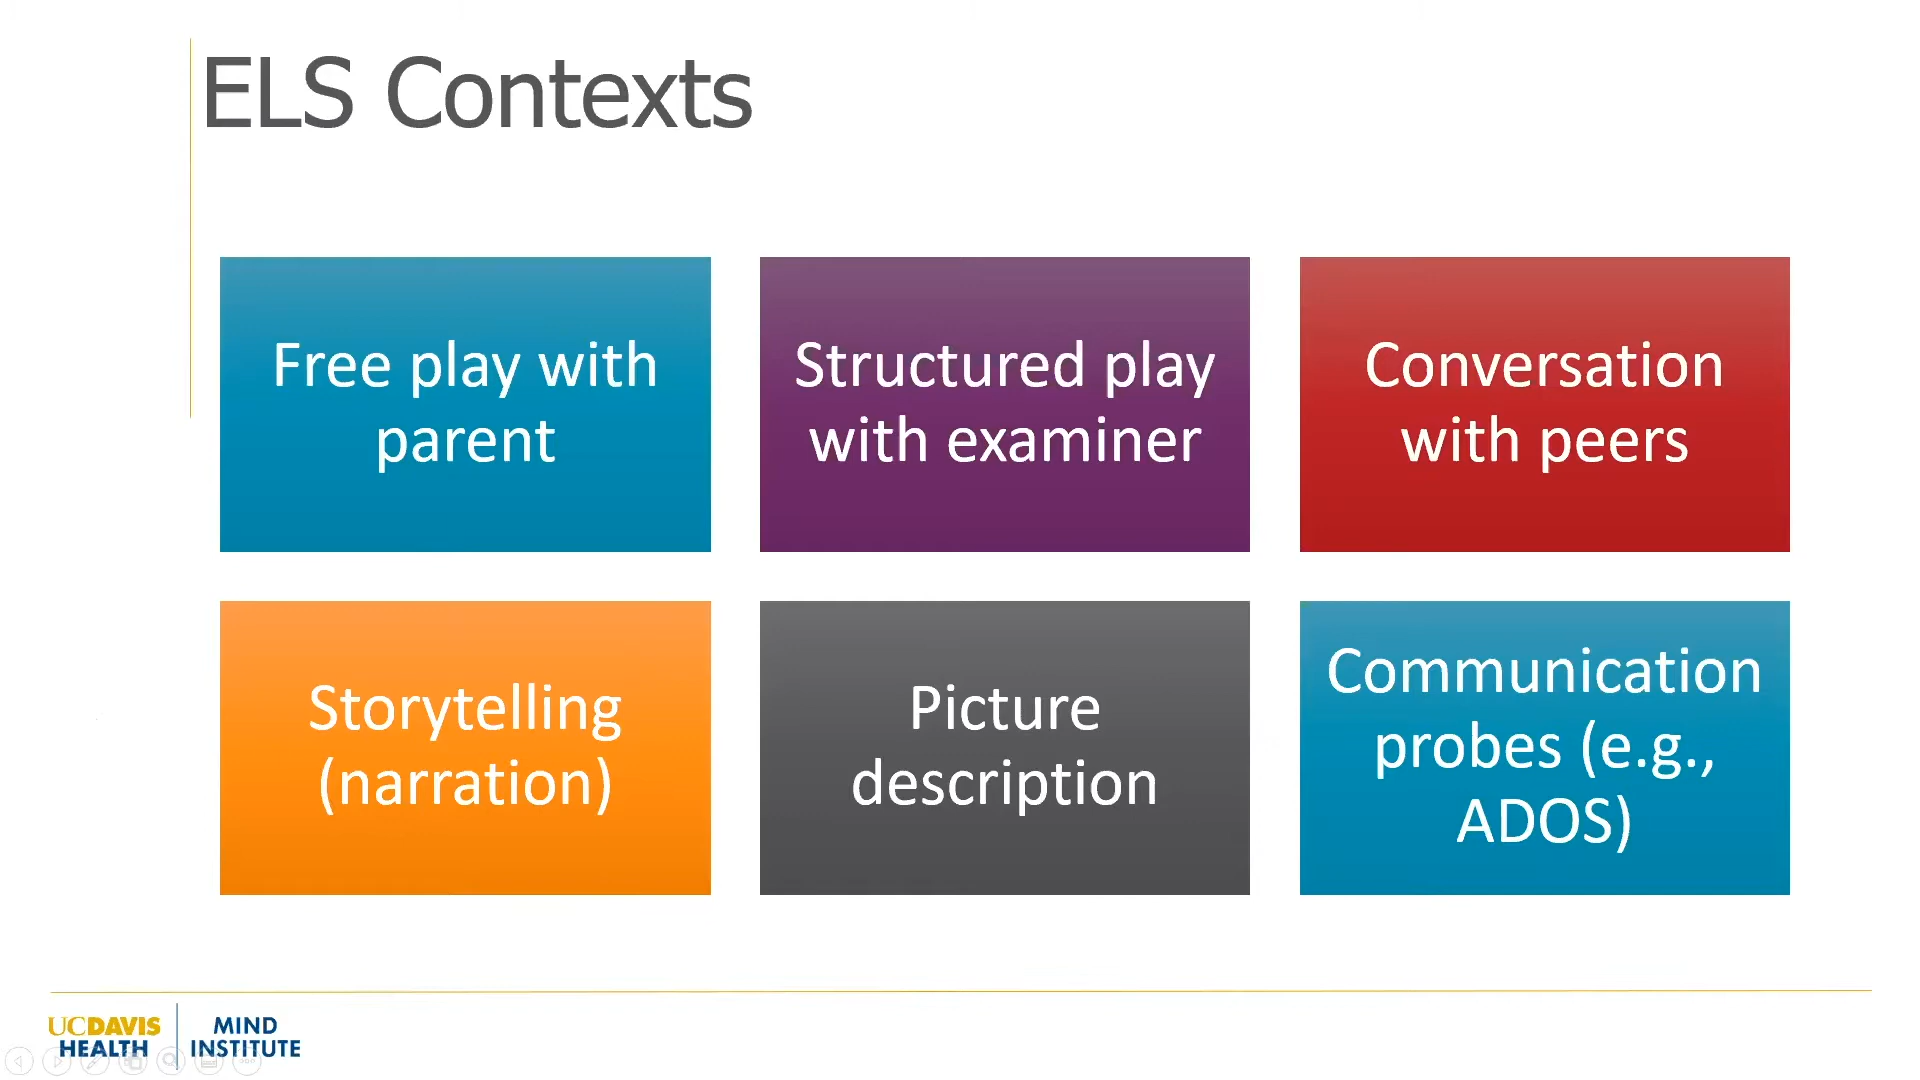 ELS Contexts
Free play with
parent
Structured play
with examiner
Conversation
with peers
Storytelling
(narration)
Picture
description
Communication
probes (e.g.,
ADOS)
UCDAVIS
HEALTH
MIND
INSTITUTE